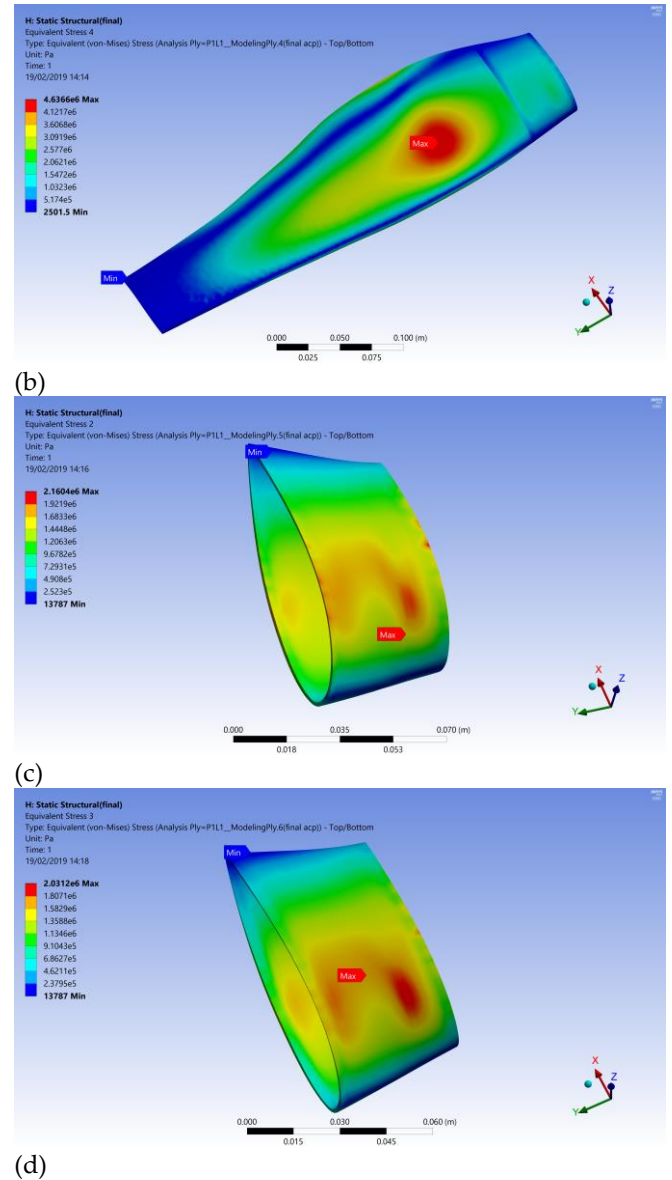 H: Static Structural(final)
Equivalent Stress 4
Type: Equivalent (von-Mises) Stress (Analysis Ply=P1L1__ModelingPly.4(final acp)) - Top/Bottom
Unit: Pa
Time: 1
19/02/2019 14:14
4.6366e6 Max
4.1217e6
3.6068e6
3.0919e6
2.577e6
2.0621e6
1.5472e6
1.0323e6
5.174e5
2501.5 Min
Max
Min
X
Z
Y
0.000 0.050 0.100 (m)
0.025 0.075
(b)
H: Static Structural(final)
Equivalent Stress 2
Type: Equivalent (von-Mises) Stress (Analysis Ply=P1L1__ModelingPly.5(final acp)) - Top/Bottom
Unit: Pa
Time: 1
19/02/2019 14:16
Min
2.1604e6 Max
1.9219e6
1.6833e6
1.4448e6
1.2063e6
9.6782e5
7.2931e5
4.908e5
2.523e5
13787 Min
Max
X
Z
Y
0.000 0.035 0.070 (m)
0.018 0.053
(c)
H: Static Structural(final)
Equivalent Stress 3
Type: Equivalent (von-Mises) Stress (Analysis Ply=P1L1__ModelingPly.6(final acp)) - Top/Bottom
Unit: Pa
Time: 1
19/02/2019 14:18
Min
2.0312e6 Max
1.8071e6
1.5829e6
1.3588e6
1.1346e6
9.1043e5
6.8627e5
4.6211e5
2.3795e5
13787 Min
Max
X
Z
Y
0.000 0.030 0.060 (m)
0.015 0.045
(d)